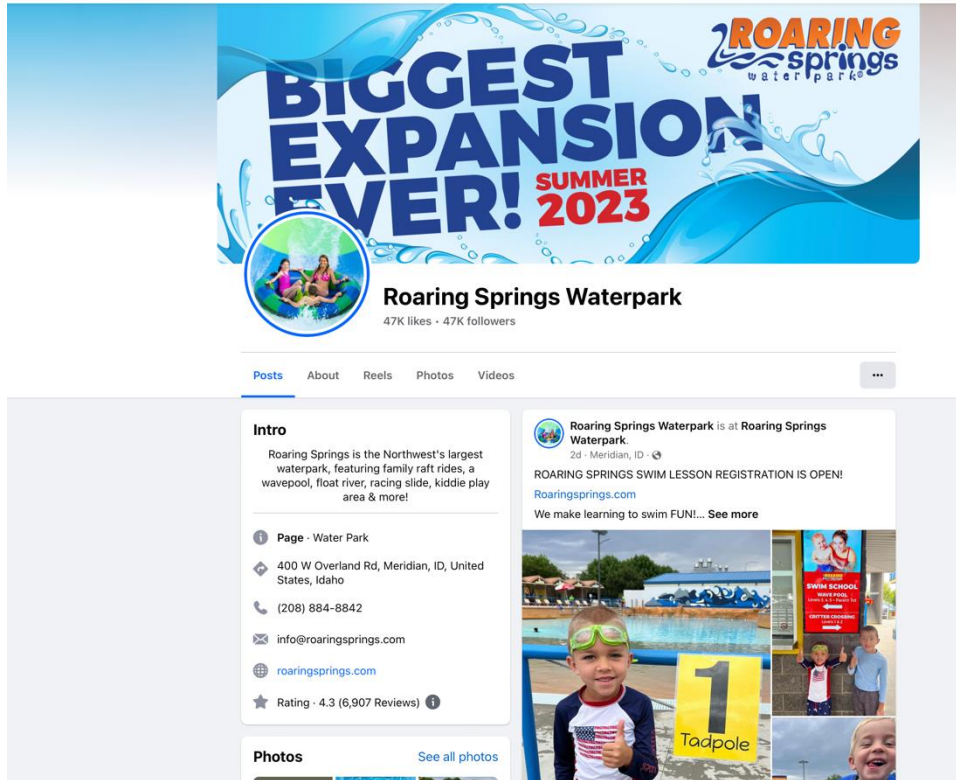 ROARING
springs
waterpark®
BIGGEST
EXPANSION
EVER!
SUMMER
2023
Roaring Springs Waterpark
47K likes • 47K followers
Posts
About
Reels
Photos
Videos
...
Intro
Roaring Springs is the Northwest's largest
waterpark, featuring family raft rides, a
wavepool, float river, racing slide, kiddie play
area & more!
Page · Water Park
400 W Overland Rd, Meridian, ID, United
States, Idaho
(208) 884-8842
info@roaringsprings.com
roaringsprings.com
Rating · 4.3 (6,907 Reviews)
Photos
See all photos
Roaring Springs Waterpark is at Roaring Springs
Waterpark.
2d · Meridian, ID ·
ROARING SPRINGS SWIM LESSON REGISTRATION IS OPEN!
Roaringsprings.com
We make learning to swim FUN!... See more
1
Tadpole
SWIM SCHOOL
WAVE POOL
CRITTER CROSSING